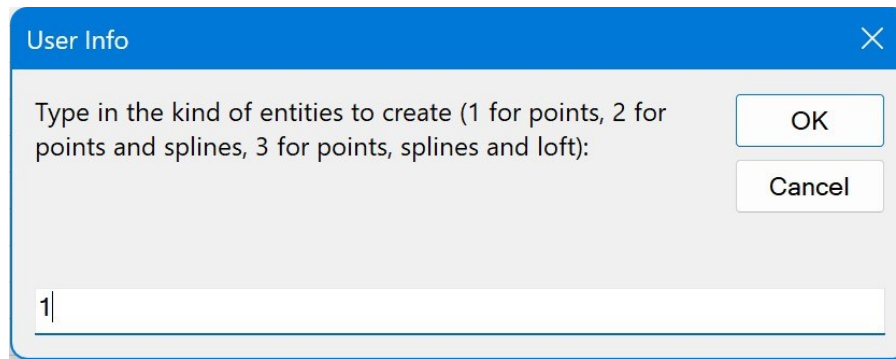 User Info
Type in the kind of entities to create (1 for points, 2 for
points and splines, 3 for points, splines and loft):
OK
Cancel
1